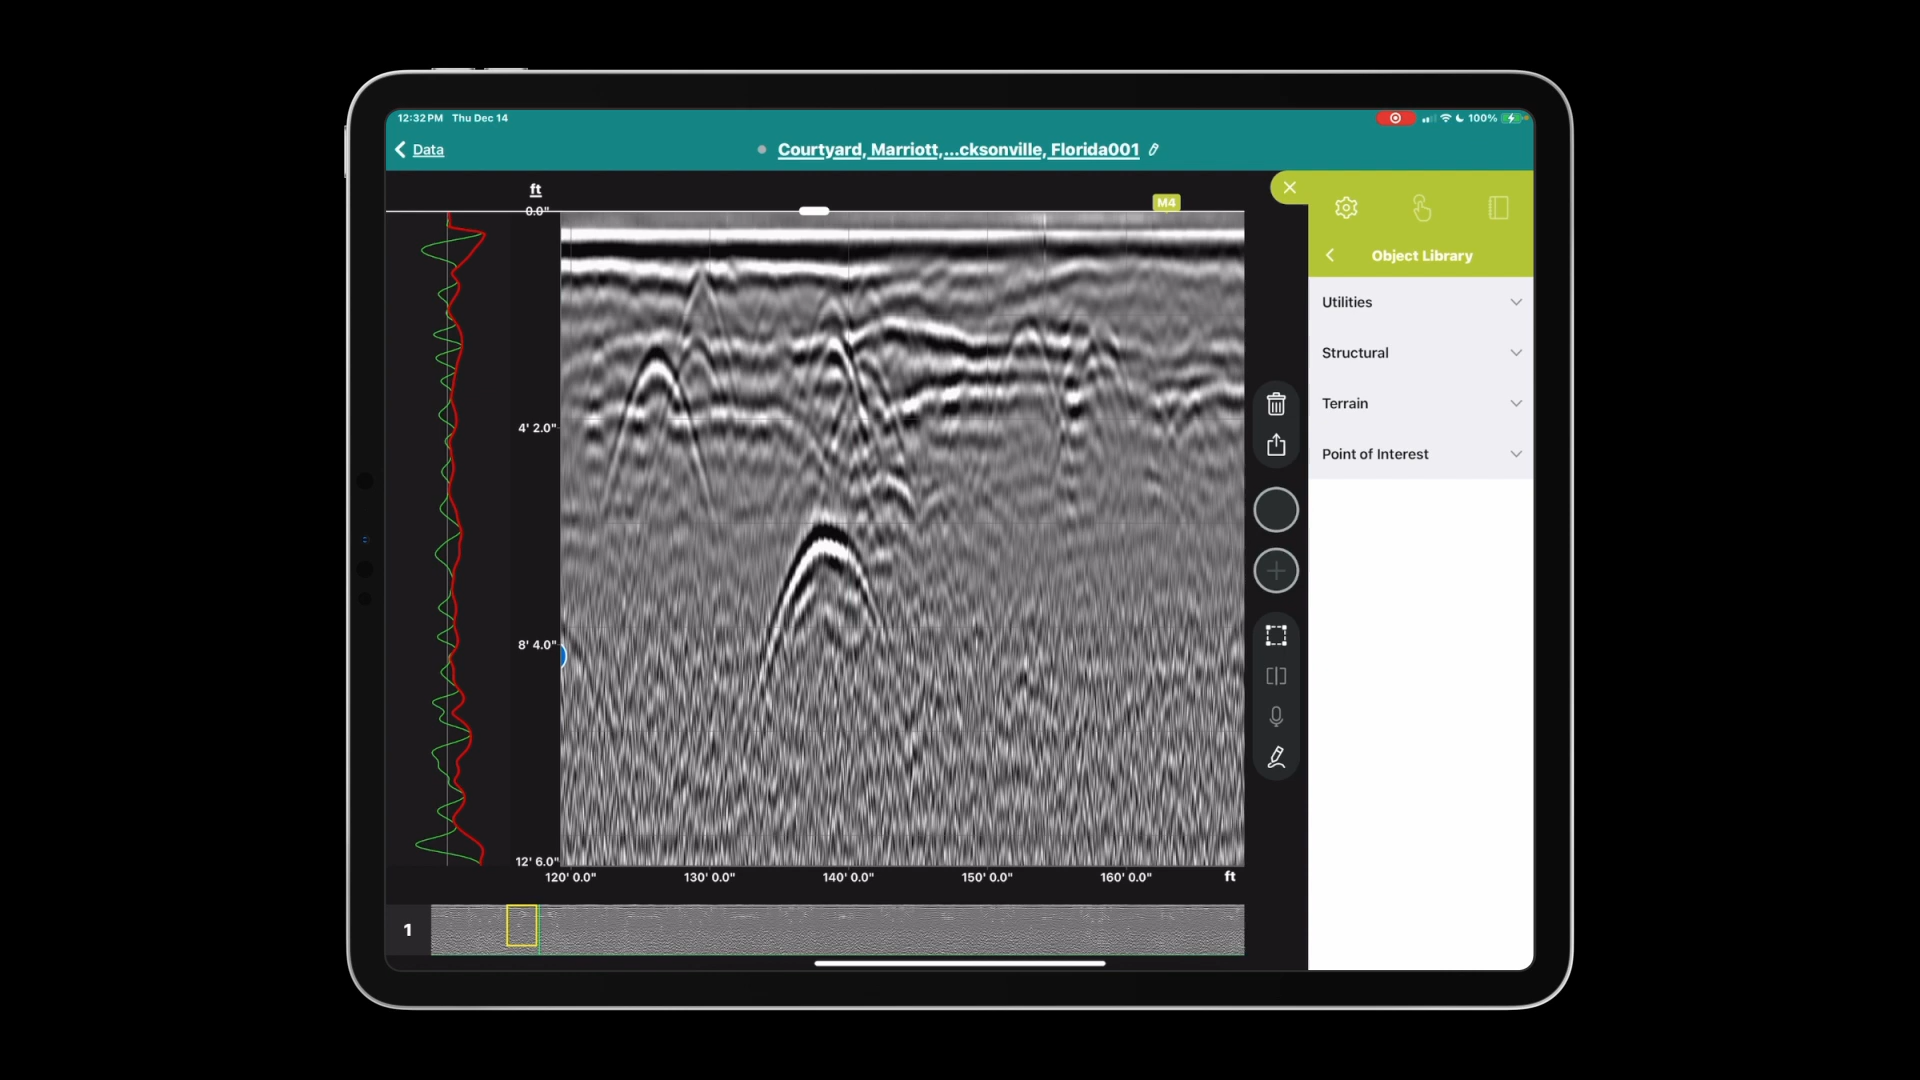 12:32 PM Thu Dec 14
100%
Data
Courtyard, Marriott,...cksonville, Florida001
ft
M4
0.0"
4' 2.0"
8' 4.0"
12' 6.0"
120' 0.0"
130' 0.0"
140' 0.0"
150' 0.0"
160' 0.0"
ft
1
Object Library
Utilities
Structural
Terrain
Point of Interest